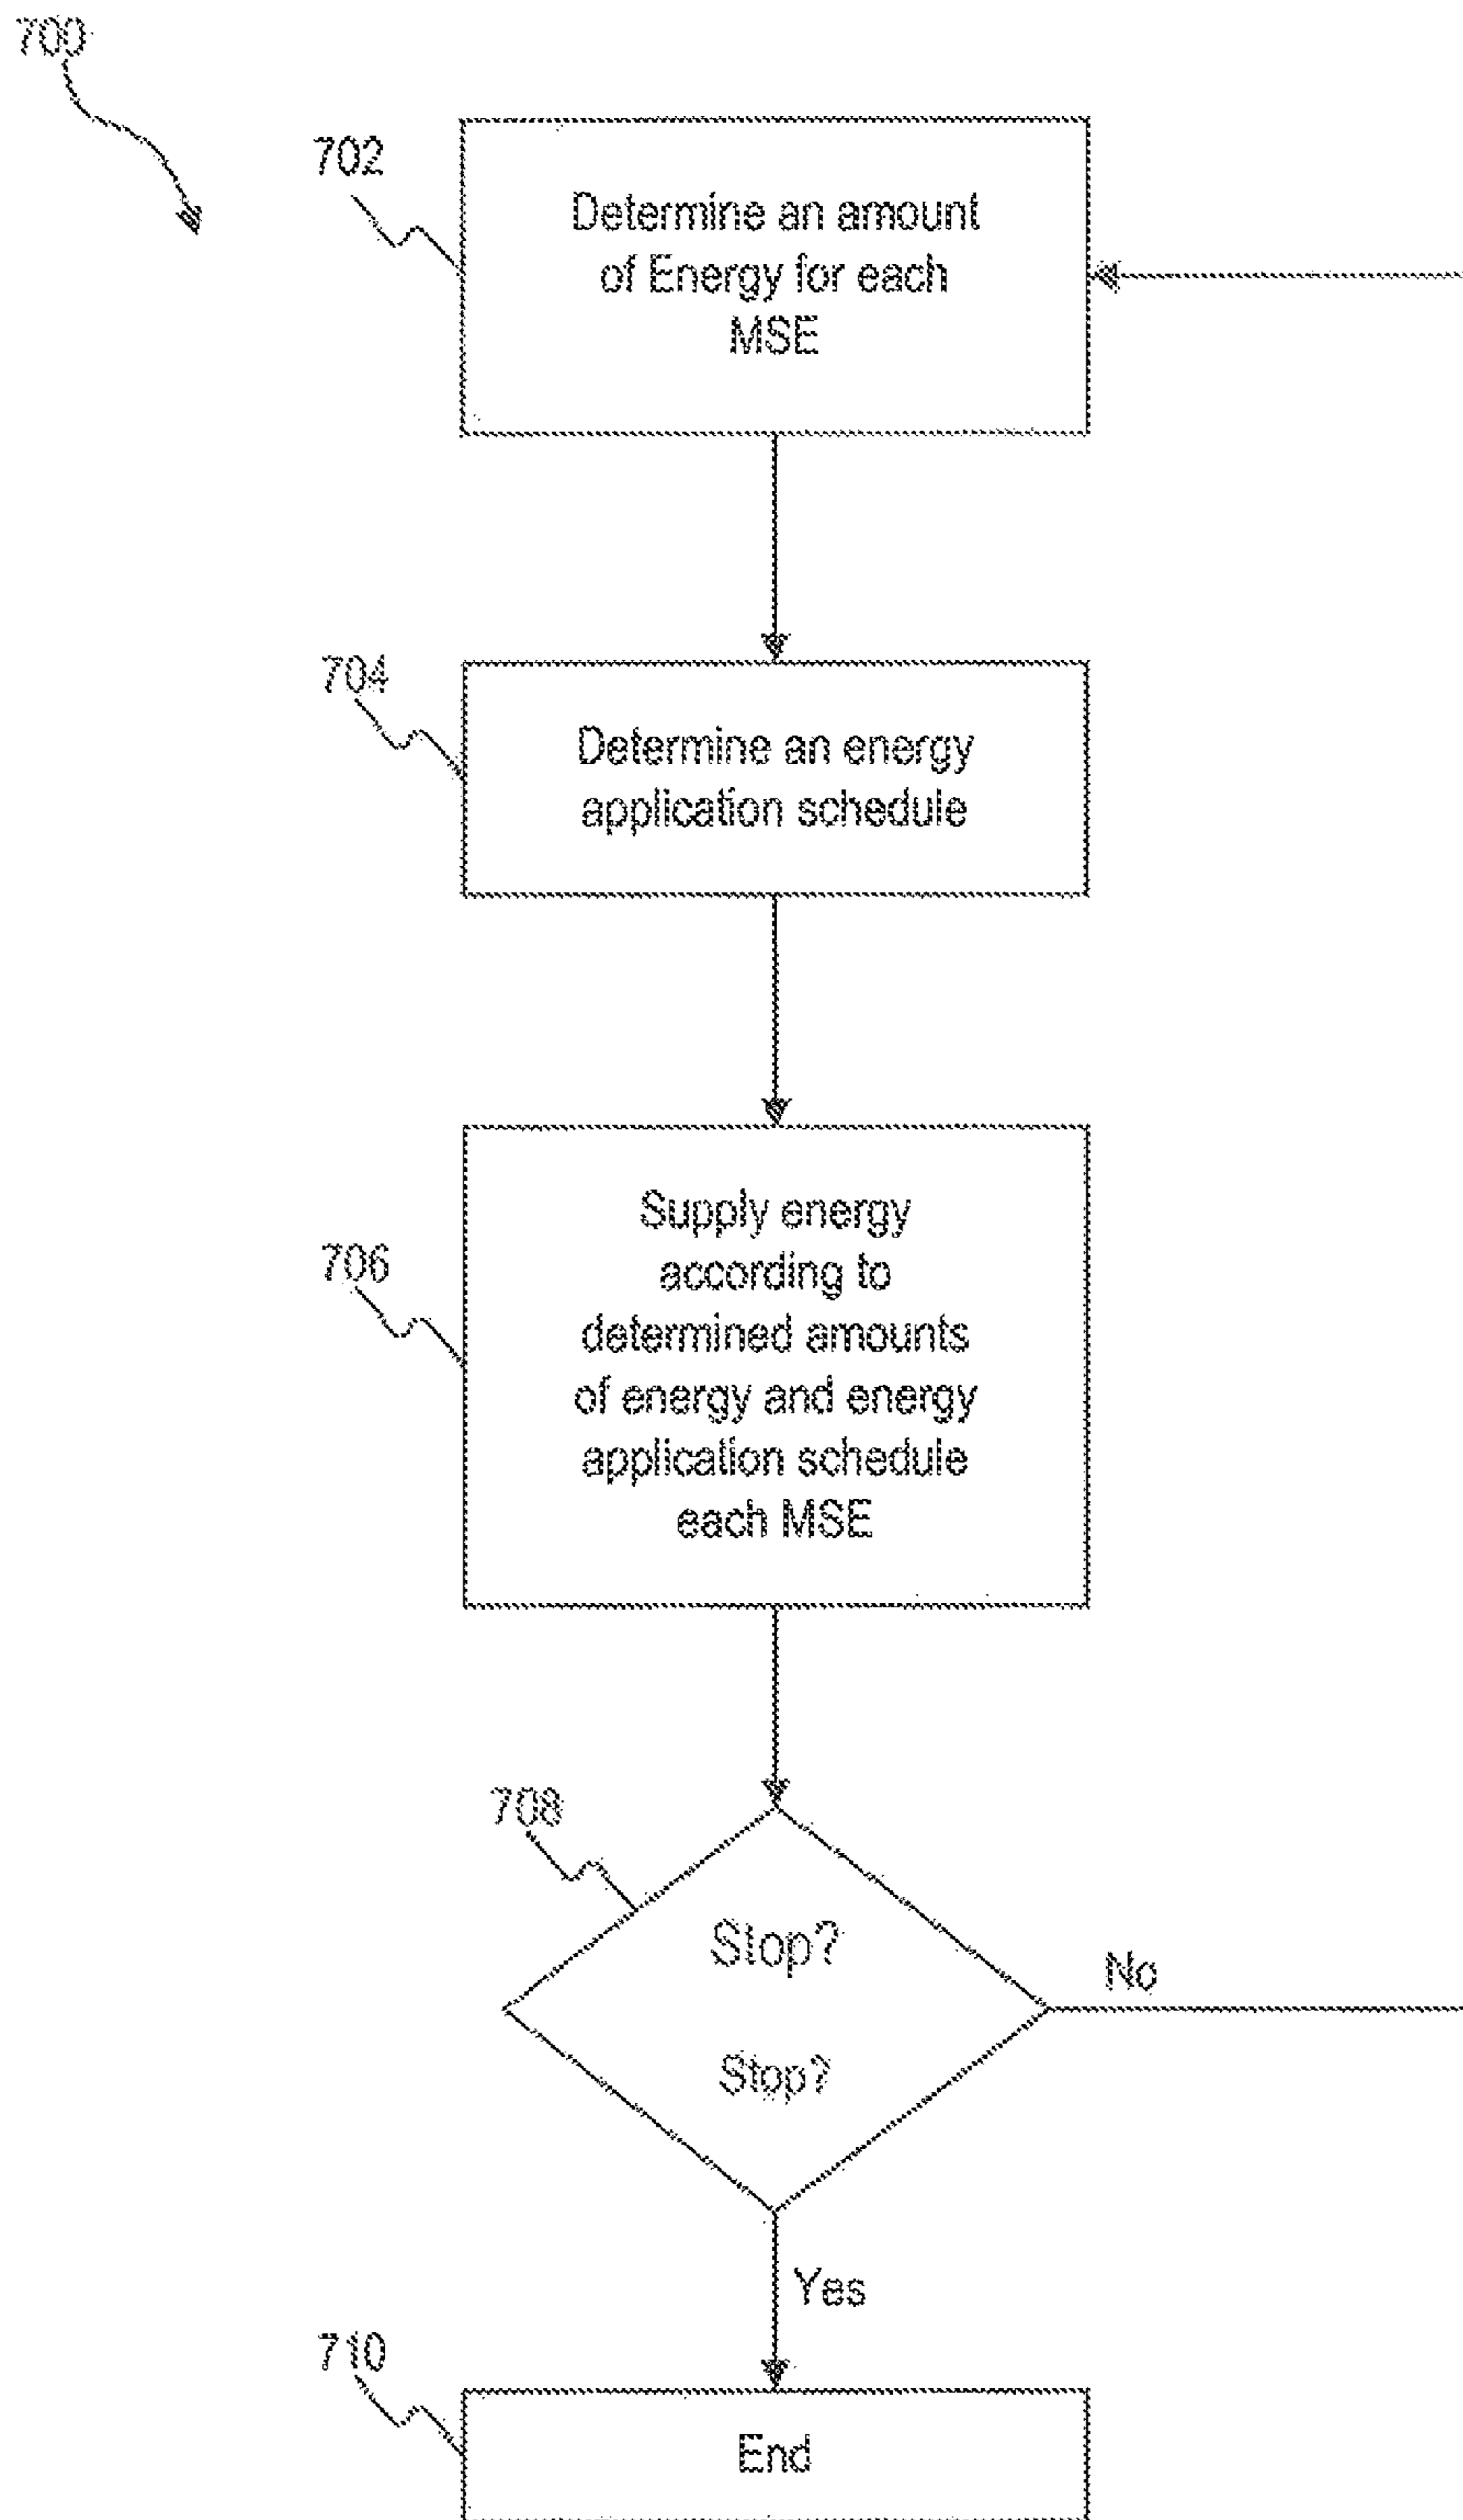 700
702
Determine an amount
of Energy for each
MSE
704
Determine an energy
application schedule
706
Supply energy
according to
determined amounts
of energy and energy
application schedule
each MSE
708
Stop?
No
Stop?
Yes
710
End